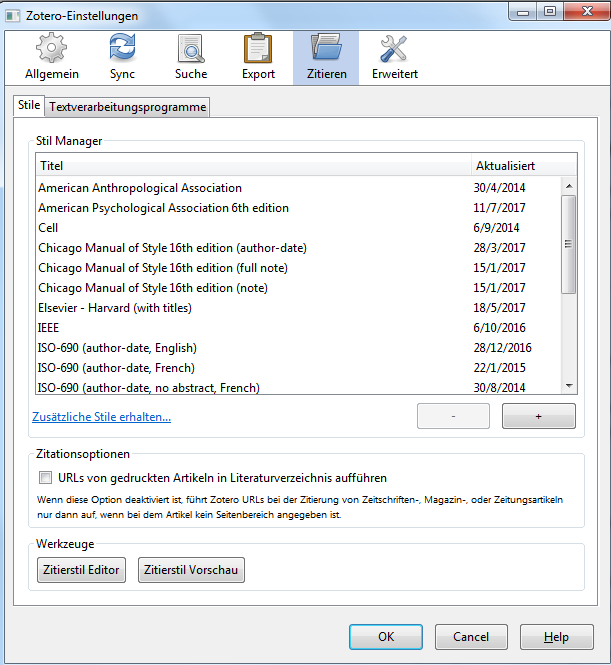 Zotero-Einstellungen
Allgemein Sync Suche Export Zitieren Erweitert
Stile Textverarbeitungsprogramme
Stil Manager
Titel Aktualisiert
American Anthropological Association 30/4/2014
American Psychological Association 6th edition 11/7/2017
Cell 6/9/2014
Chicago Manual of Style 16th edition (author-date) 28/3/2017
Chicago Manual of Style 16th edition (full note) 15/1/2017
Chicago Manual of Style 16th edition (note) 15/1/2017
Elsevier - Harvard (with titles) 18/5/2017
IEEE 6/10/2016
ISO-690 (author-date, English) 28/12/2016
ISO-690 (author-date, French) 22/1/2015
ISO-690 (author-date, no abstract, French) 30/8/2014
Zusätzliche Stile erhalten... - +
Zitationsoptionen
URLs von gedruckten Artikeln in Literaturverzeichnis aufführen
Wenn diese Option deaktiviert ist, führt Zotero URLs bei der Zitierung von Zeitschriften-, Magazin-, oder Zeitungsartikeln
nur dann auf, wenn bei dem Artikel kein Seitenbereich angegeben ist.
Werkzeuge
Zitierstil Editor Zitierstil Vorschau
OK Cancel Help